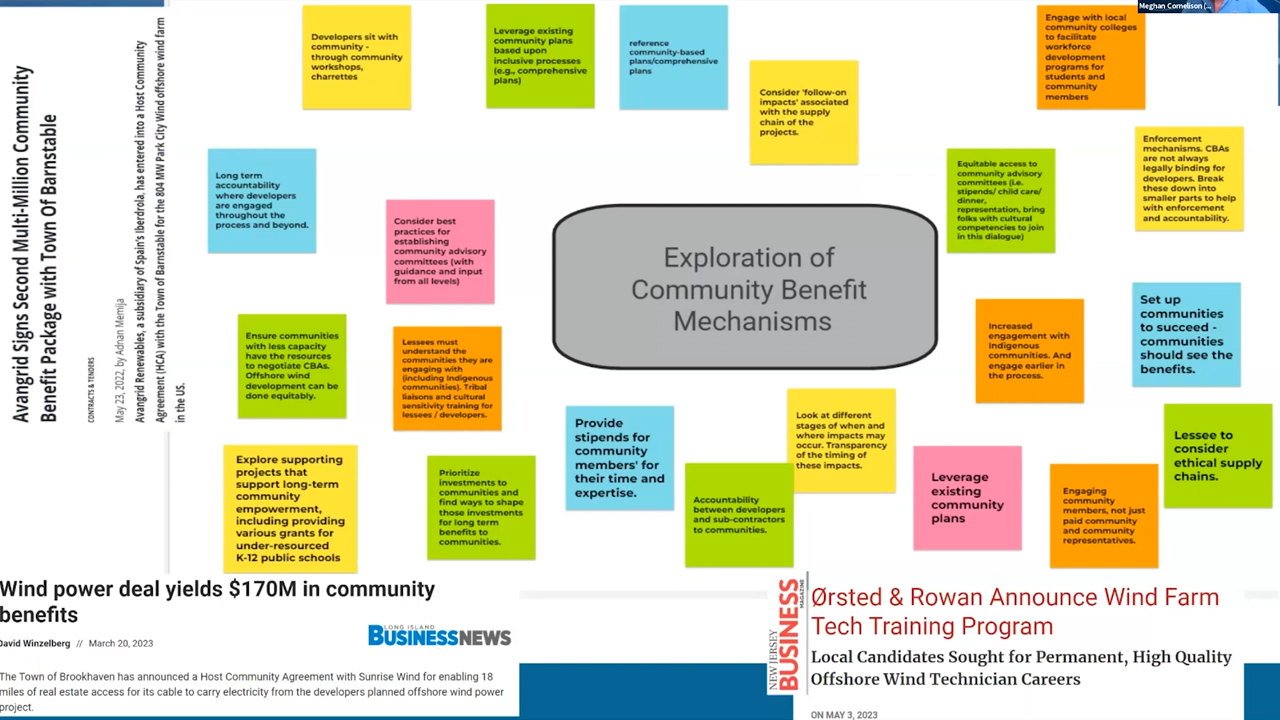 Meghan Cornelison (...
Avangrid Signs Second Multi-Million Community
Benefit Package with Town Of Barnstable
CONTRACTS & TENDERS
May 23, 2022, by Adnan Memija
Avangrid Renewables, a subsidiary of Spain's Iberdrola, has entered into a Host Community
Agreement (HCA) with the Town of Barnstable for the 804 MW Park City Wind offshore wind farm
in the US.
Developers sit with
community -
through community
workshops,
charrettes
Leverage existing
community plans
based upon
inclusive processes
(e.g., comprehensive
plans)
reference
community-based
plans/comprehensive
plans
Consider 'follow-on
impacts' associated
with the supply
chain of the
projects.
Engage with local
community colleges
to facilitate
workforce
development
programs for
students and
community
members
Long term
accountability
where developers
are engaged
throughout the
process and beyond.
Consider best
practices for
establishing
community advisory
committees (with
guidance and input
from all levels)
Exploration of
Community Benefit
Mechanisms
Equitable access to
community advisory
committees (i.e.
stipends/ child care/
dinner,
representation, bring
folks with cultural
competencies to join
in this dialogue)
Enforcement
mechanisms. CBAs
are not always
legally binding for
developers. Break
these down into
smaller parts to help
with enforcement
and accountability.
Ensure communities
with less capacity
have the resources
to negotiate CBAs.
Offshore wind
development can be
done equitably.
Lessees must
understand the
communities they are
engaging with
(including Indigenous
communities). Tribal
liaisons and cultural
sensitivity training for
lessees / developers.
Increased
engagement with
Indigenous
communities. And
engage earlier in
the process.
Set up
communities
to succeed -
communities
should see the
benefits.
Explore supporting
projects that
support long-term
community
empowerment,
including providing
various grants for
under-resourced
K-12 public schools
Prioritize
investments to
communities and
find ways to shape
those investments
for long term
benefits to
communities.
Provide
stipends for
community
members' for
their time and
expertise.
Accountability
between developers
and sub-contractors
to communities.
Look at different
stages of when and
where impacts may
occur. Transparency
of the timing of
these impacts.
Leverage
existing
community
plans
Engaging
community
members, not just
paid community
and community
representatives.
Lessee to
consider
ethical supply
chains.
Wind power deal yields $170M in community
benefits
David Winzelberg // March 20, 2023
LONG ISLAND
BUSINESSNEWS
The Town of Brookhaven has announced a Host Community Agreement with Sunrise Wind for enabling 18
miles of real estate access for its cable to carry electricity from the developers planned offshore wind power
project.
NEW JERSEY
BUSINESS
MAGAZINE
Ørsted & Rowan Announce Wind Farm
Tech Training Program
Local Candidates Sought for Permanent, High Quality
Offshore Wind Technician Careers
ON MAY 3, 2023